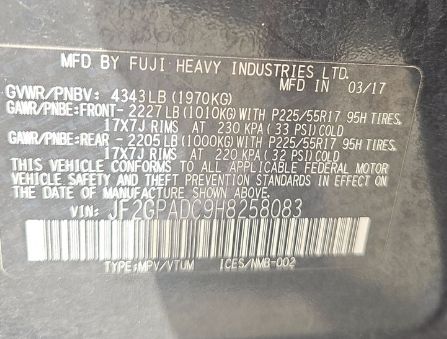 MFD BY FUJI HEAVY INDUSTRIES LTD.
MFD IN 03/17
GVWR/PNBV: 4343LB (1970KG)
GAWR/PNBE:FRONT- 2227LB(1010KG)WITH P225/55R17 95H TIRES,
17X7J RIMS AT 230 KPA( 33 PSI)COLD
GAWR/PNBE:REAR - 2205LB(1000KG)WITH P225/55R17 95H TIRES,
17X7J RIMS AT 220 KPA( 32 PSI)COLD
THIS VEHICLE CONFORMS TO ALL APPLICABLE FEDERAL MOTOR
VEHICLE SAFETY AND THEFT PREVENTION STANDARDS
IN EFFECT ON THE DATE OF MANUFACTURE SHOWN ABOVE.
VIN: JF2GPADC9H8258083
TYPE:MPV/VTUM ICES/NMB-002